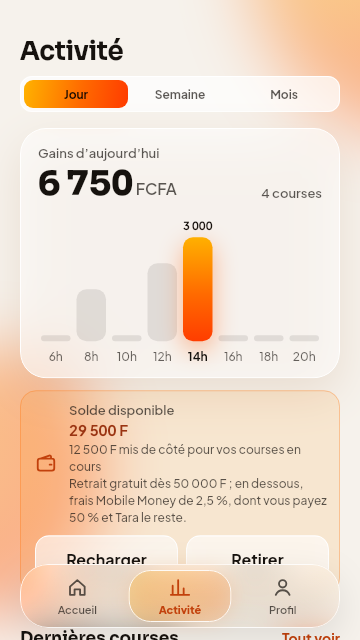 Activité
Jour Semaine Mois
Gains d’aujourd’hui
6 750 FCFA
4 courses
3 000
6h 8h 10h 12h 14h 16h 18h 20h
Solde disponible
29 500 F
12 500 F mis de côté pour vos courses en
cours
Retrait gratuit dès 50 000 F ; en dessous,
frais Mobile Money de 2,5 %, dont vous payez
50 % et Tara le reste.
Recharger Retirer
Accueil Activité Profil
Dernières courses Tout voir